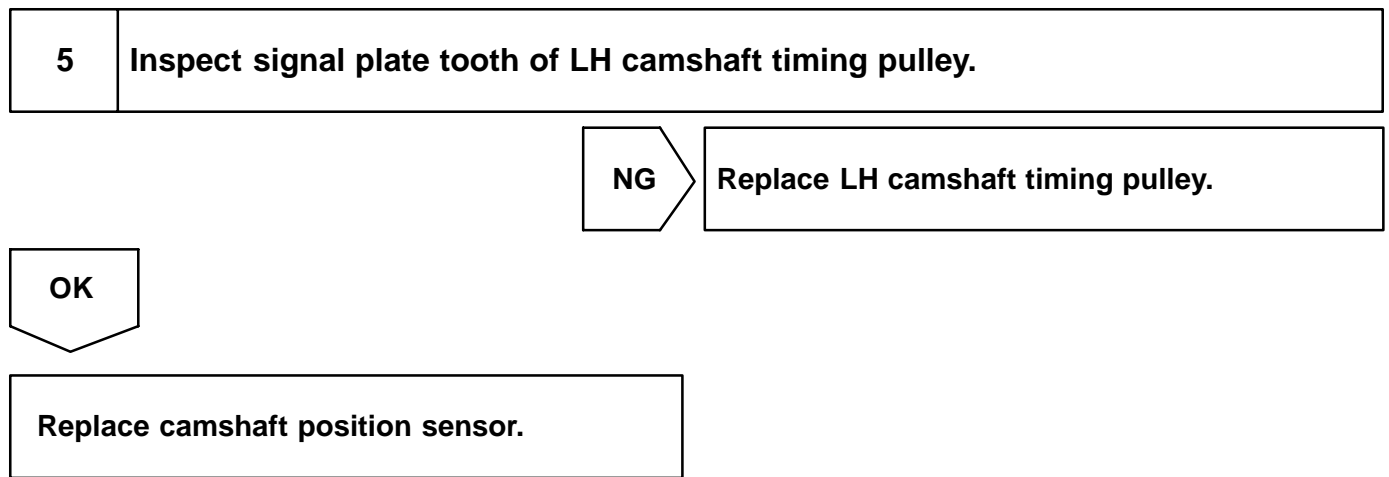 5 Inspect signal plate tooth of LH camshaft timing pulley.
NG Replace LH camshaft timing pulley.
OK
Replace camshaft position sensor.